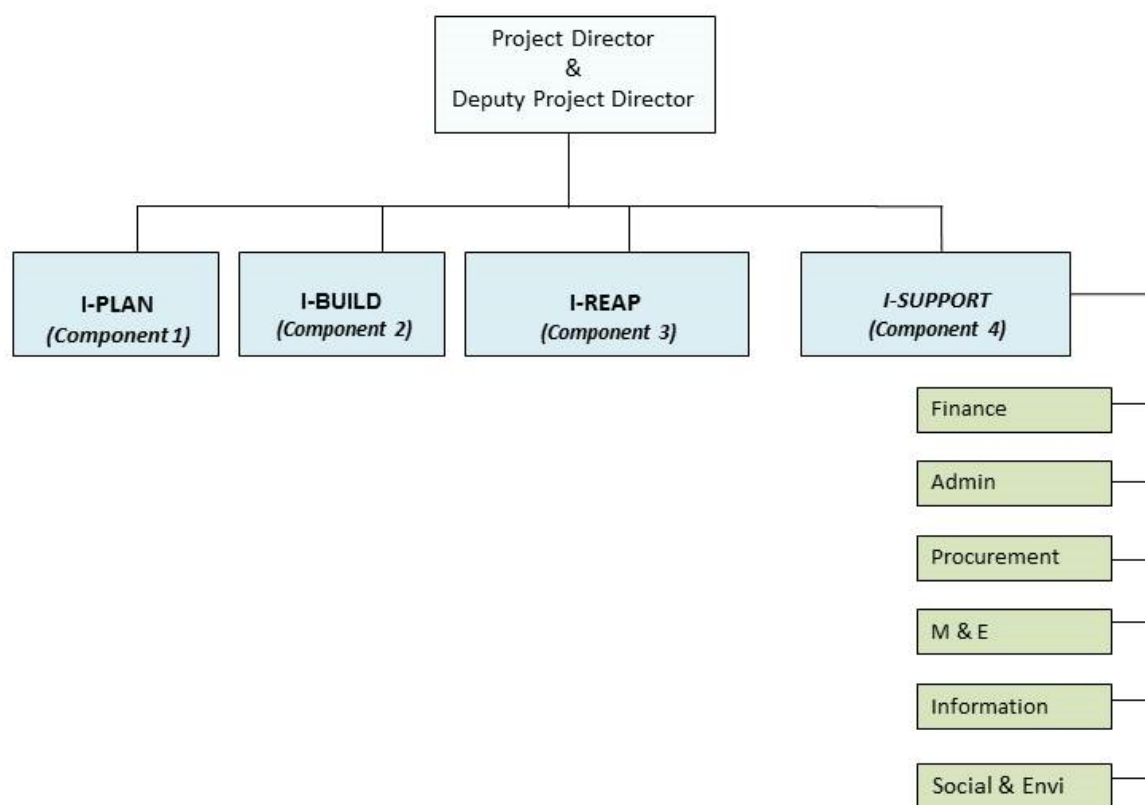 Project Director
&
Deputy Project Director
I-PLAN
(Component 1)
I-BUILD
(Component 2)
I-REAP
(Component 3)
I-SUPPORT
(Component 4)
Finance
Admin
Procurement
M & E
Information
Social & Envi